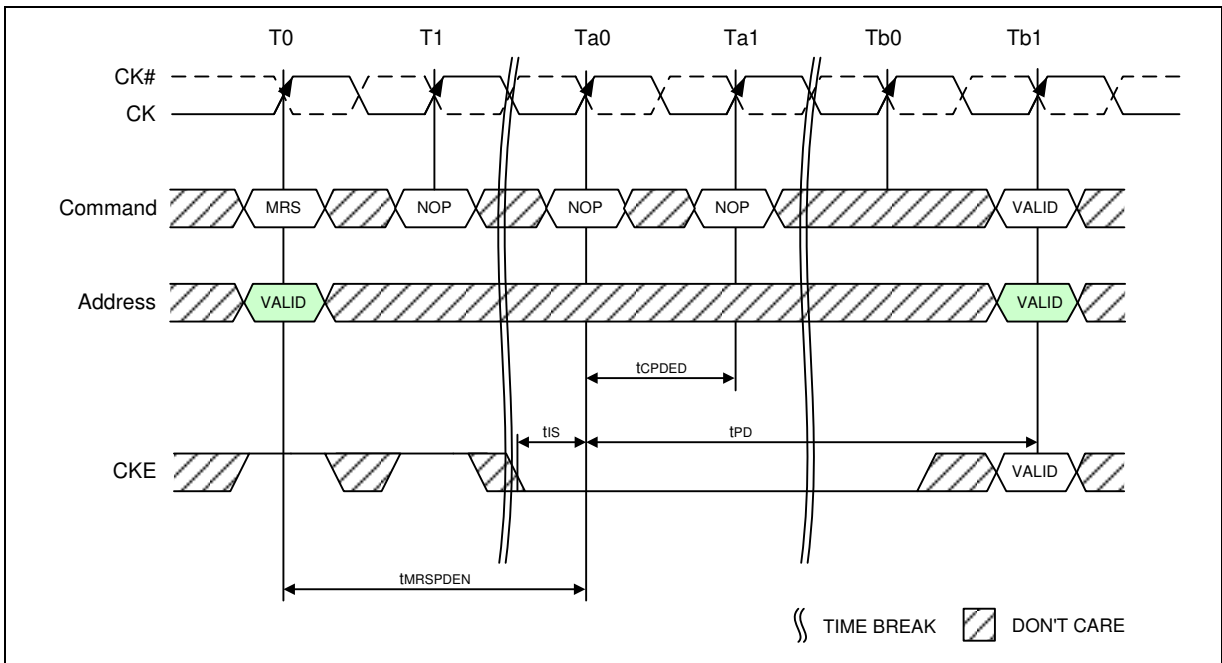 T0 T1 Ta0 Ta1 Tb0 Tb1
CK#
CK
Command MRS NOP NOP NOP VALID
Address VALID VALID
tCPDED
tIS tPD
CKE VALID
tMRSPDEN
TIME BREAK DON'T CARE